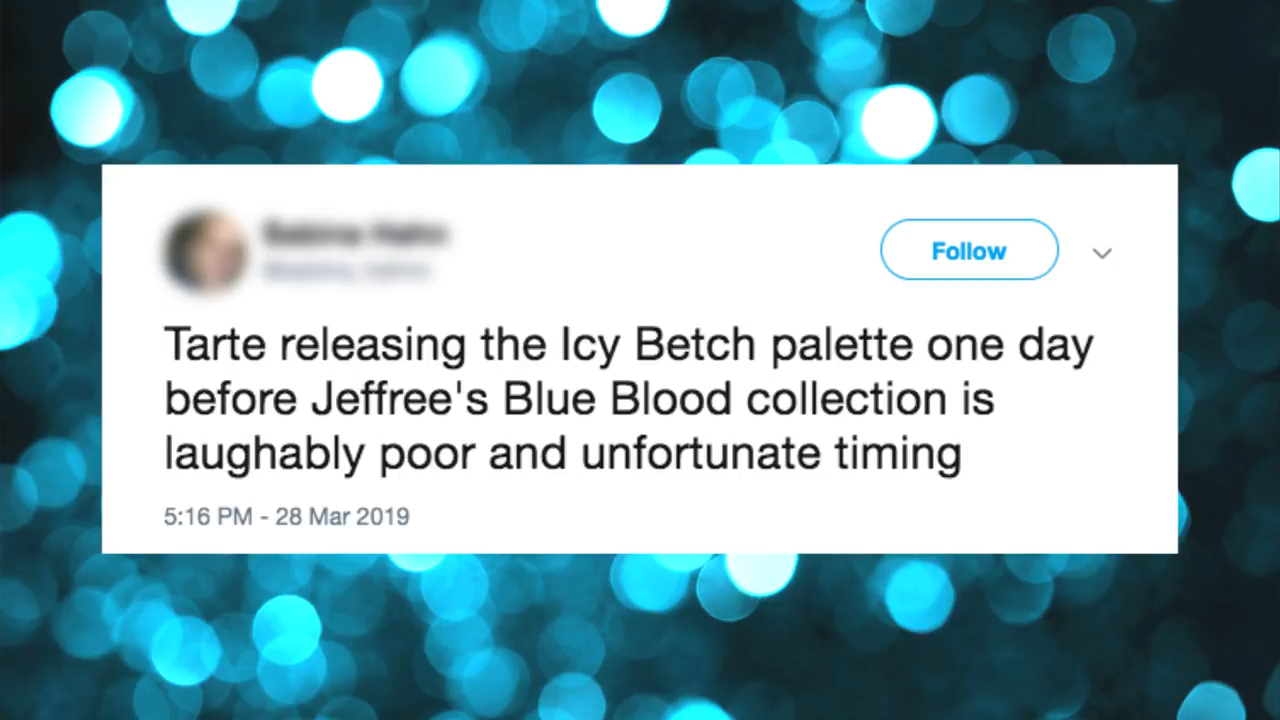 Follow
Tarte releasing the Icy Betch palette one day
before Jeffree's Blue Blood collection is
laughably poor and unfortunate timing
5:16 PM - 28 Mar 2019